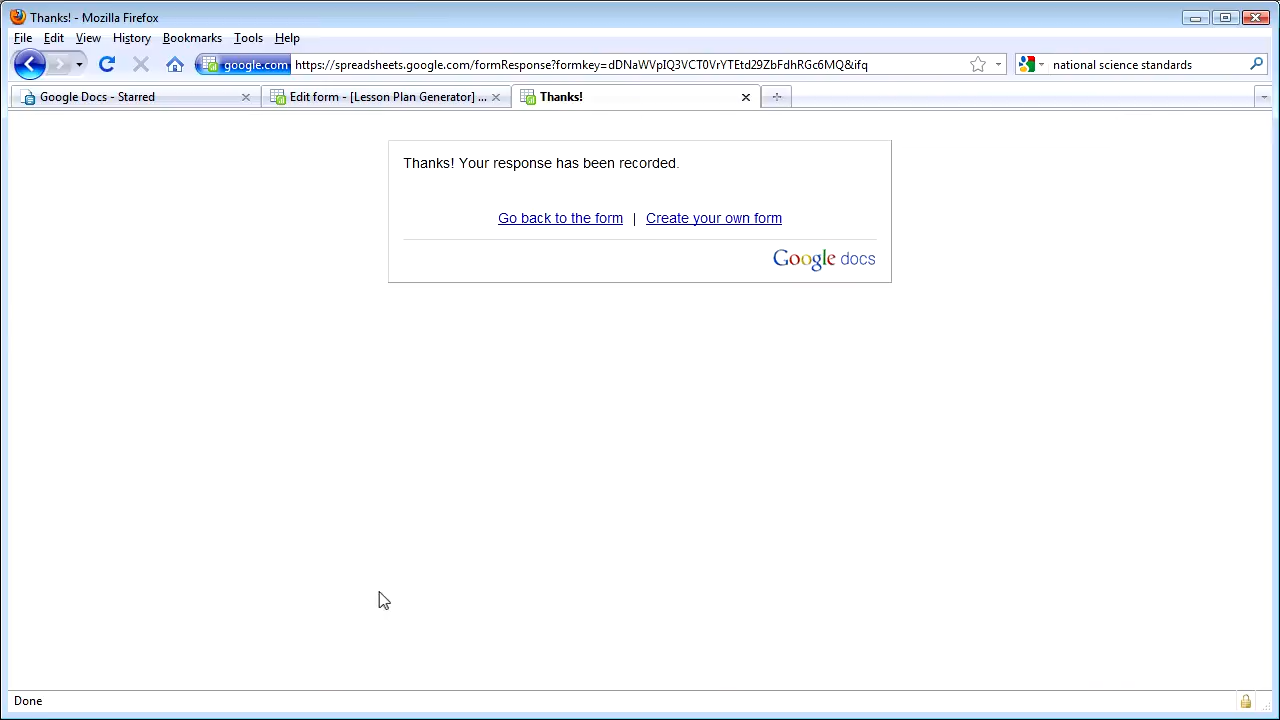 Thanks! - Mozilla Firefox
File Edit View History Bookmarks Tools Help
google.com https://spreadsheets.google.com/formResponse?formkey=dDNaWVpIQ3VCT0VrYTEtd29ZbFdhRGc6MQ&ifq national science standards
Google Docs - Starred Edit form - [Lesson Plan Generator] ... Thanks!
Thanks! Your response has been recorded.
Go back to the form | Create your own form
Google docs
Done